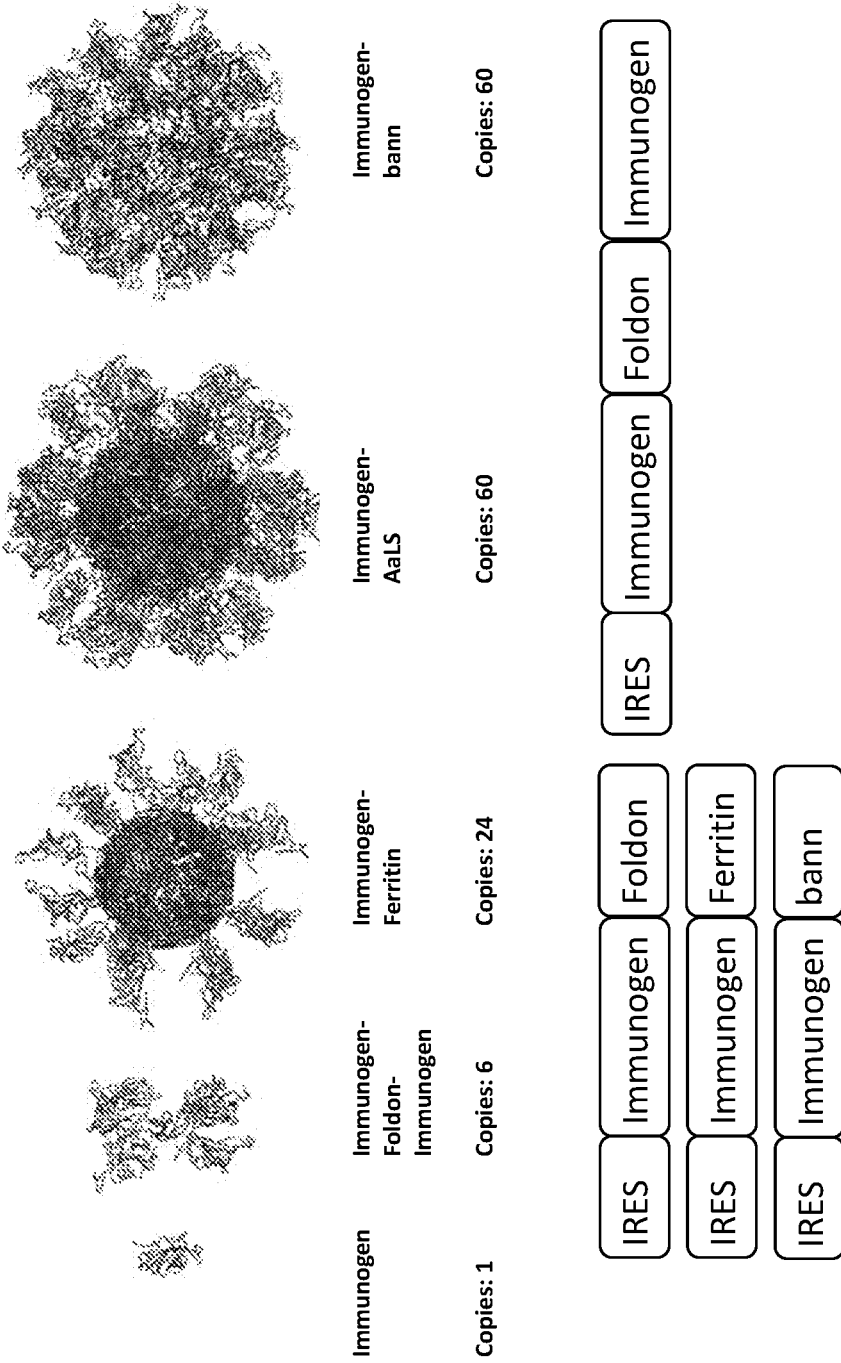 Immunogen
Copies: 1
Immunogen-
Foldon-
Immunogen
Copies: 6
Immunogen-
Ferritin
Copies: 24
Immunogen-
AaLS
Copies: 60
Immunogen-
bann
Copies: 60
IRES Immunogen Foldon
IRES Immunogen Ferritin
IRES Immunogen bann
IRES Immunogen Foldon Immunogen